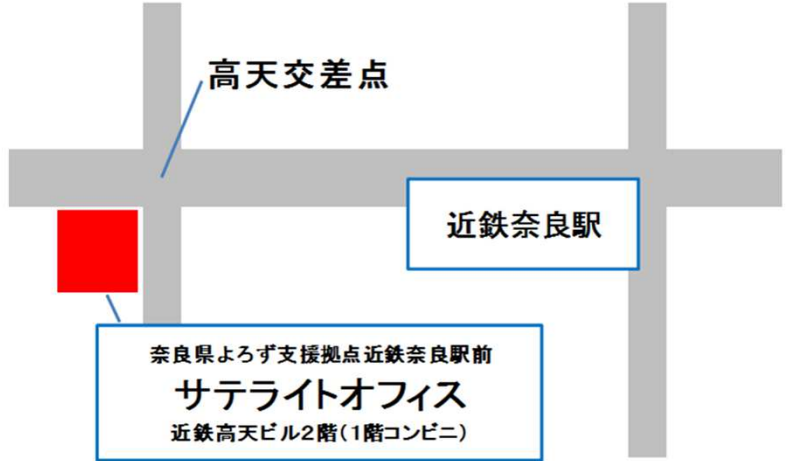 高天交差点
近鉄奈良駅
奈良県よろず支援拠点近鉄奈良駅前
サテライトオフィス
近鉄高天ビル2階(1階コンビニ)